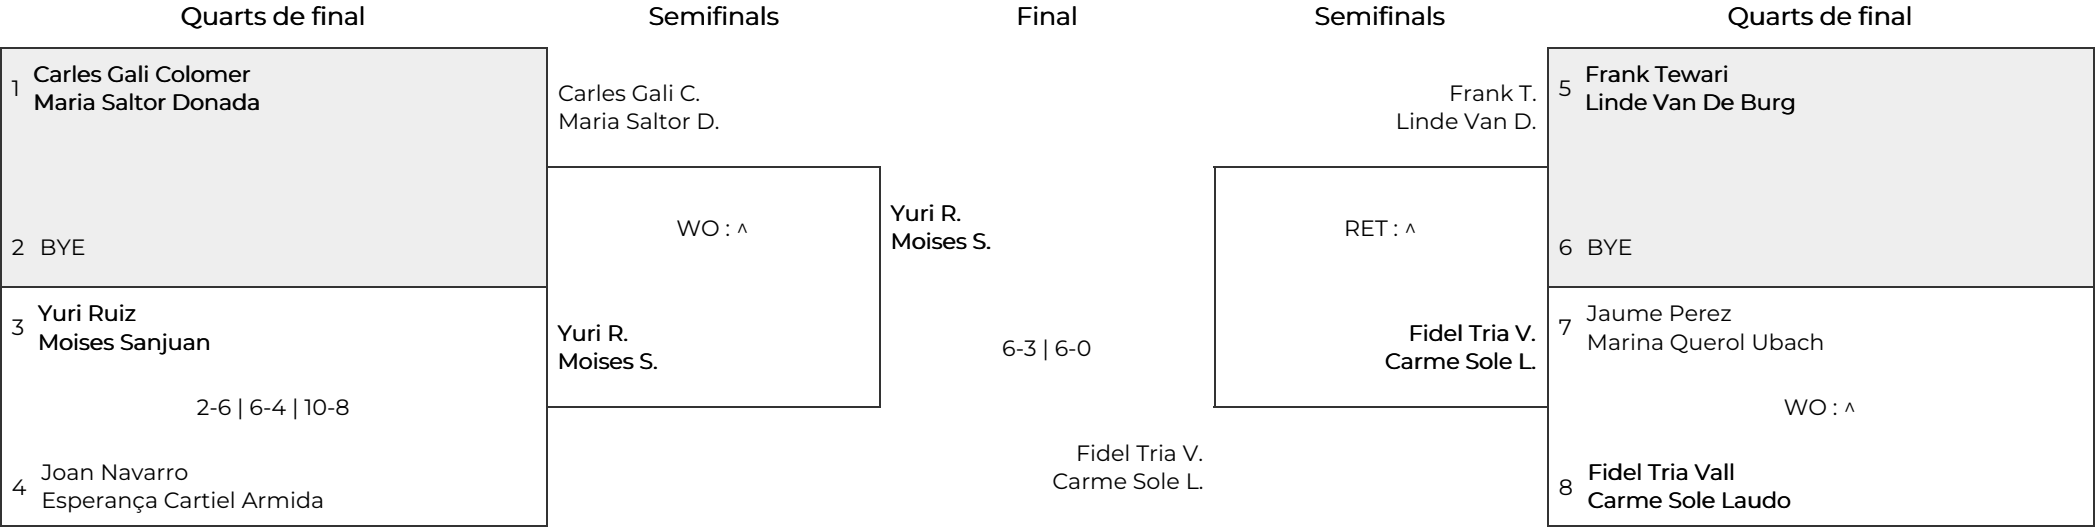 Quarts de final
Semifinals
Final
Semifinals
Quarts de final
1
Carles Gali Colomer
Maria Saltor Donada
2 BYE
3
Yuri Ruiz
Moises Sanjuan
2-6 | 6-4 | 10-8
4
Joan Navarro
Esperança Cartiel Armida
Carles Gali C.
Maria Saltor D.
WO : ^
Yuri R.
Moises S.
Yuri R.
Moises S.
6-3 | 6-0
Fidel Tria V.
Carme Sole L.
Frank T.
Linde Van D.
RET : ^
Fidel Tria V.
Carme Sole L.
5
Frank Tewari
Linde Van De Burg
6 BYE
7
Jaume Perez
Marina Querol Ubach
WO : ^
8
Fidel Tria Vall
Carme Sole Laudo